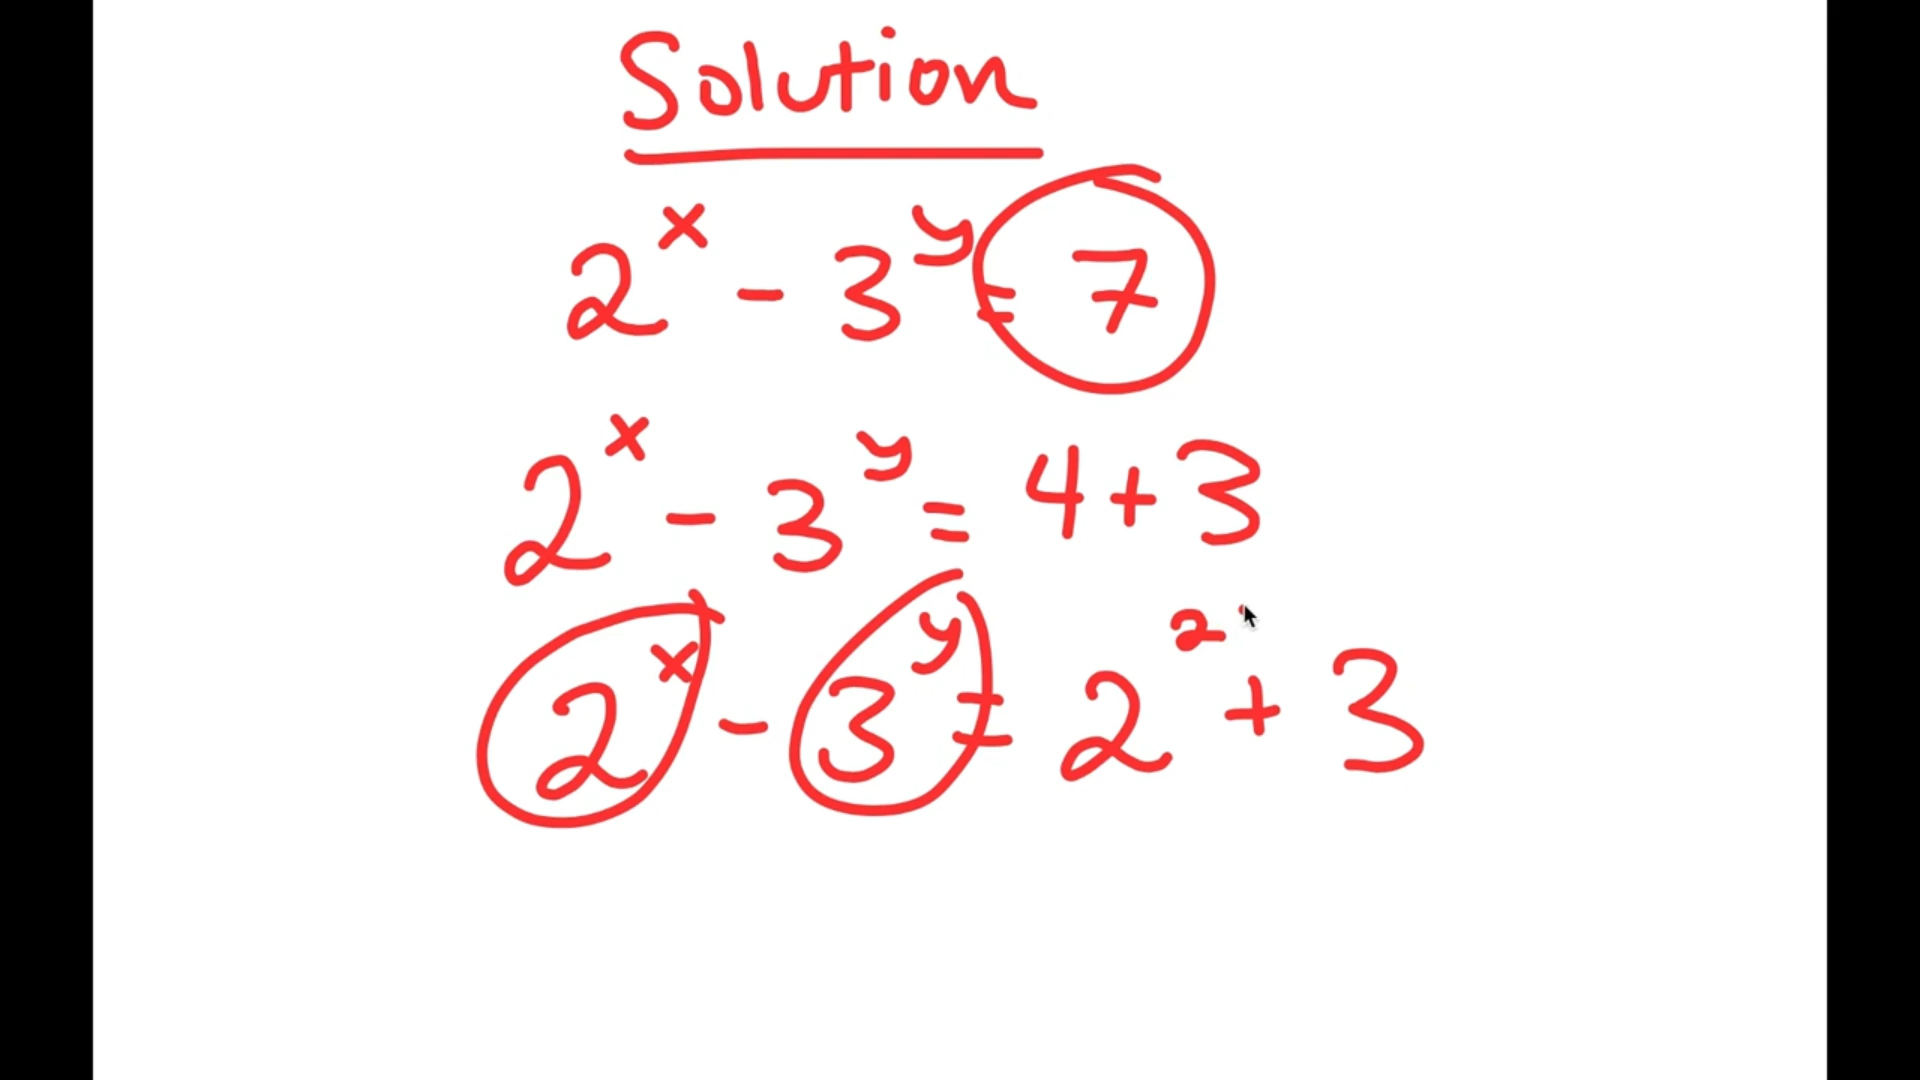 Solution
2^x - 3^y = 7
2^x - 3^y = 4 + 3
2^x - 3^y = 2^2 + 3